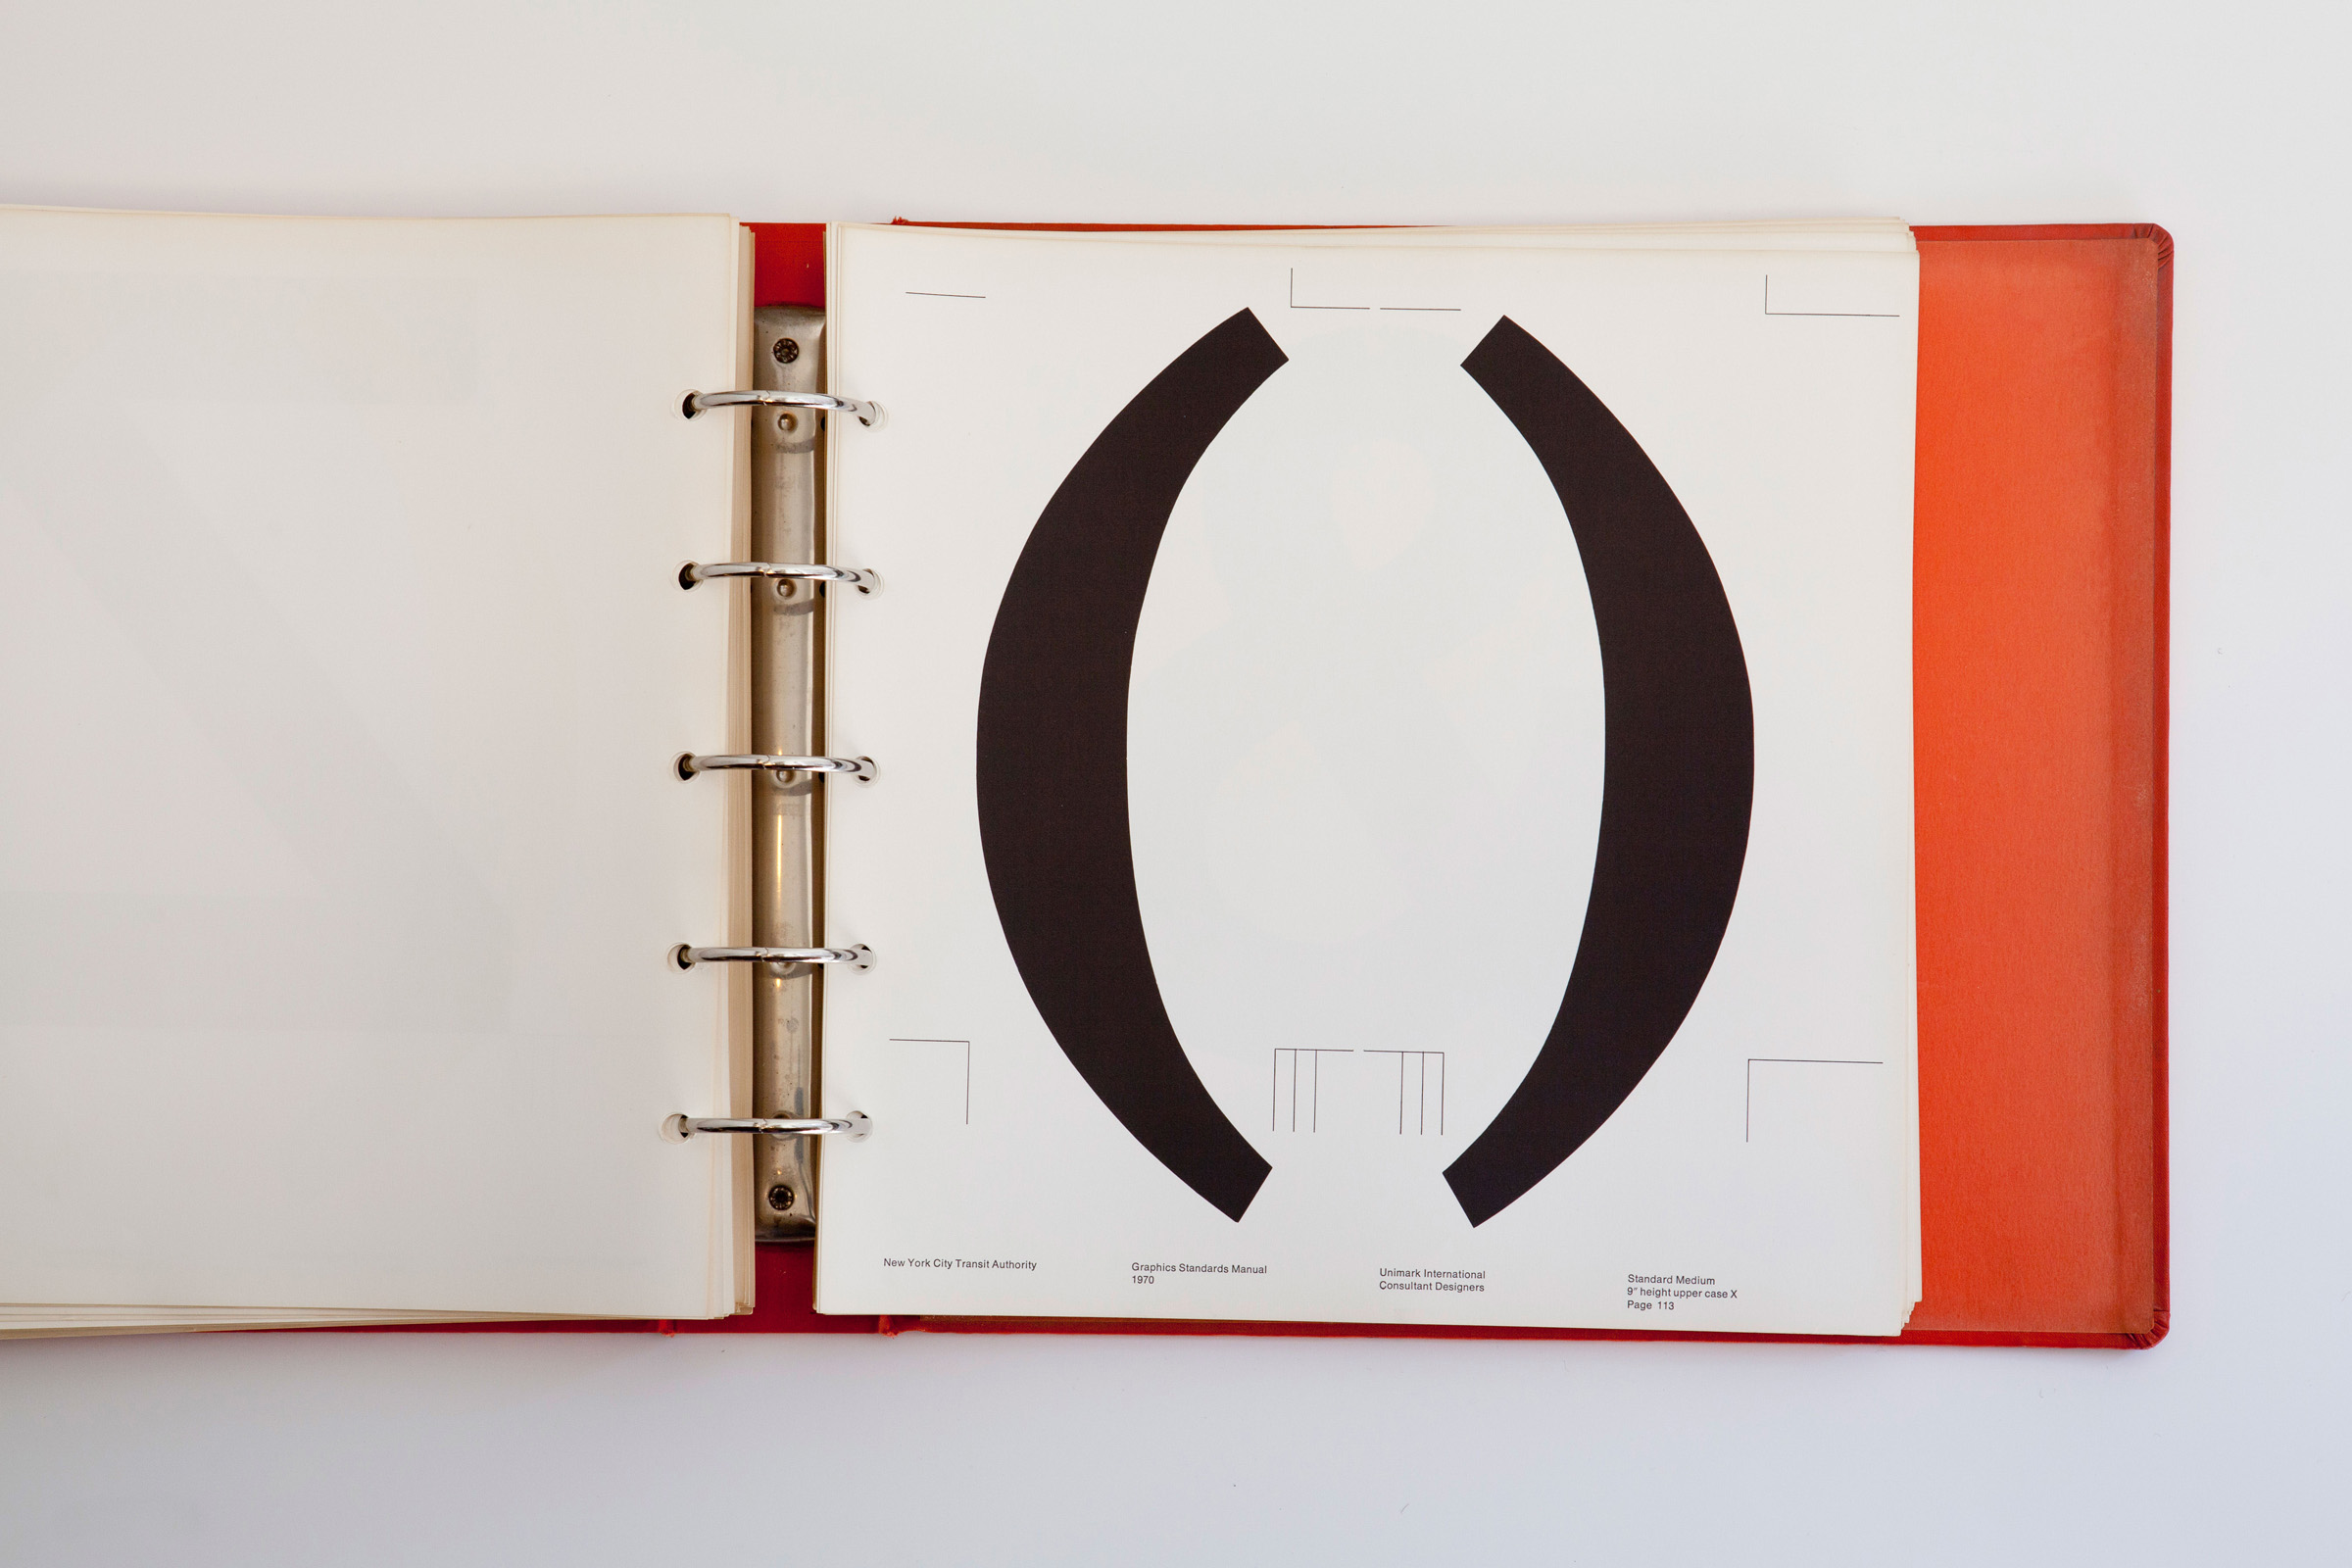 ( )
New York City Transit Authority
Graphics Standards Manual
1970
Unimark International
Consultant Designers
Standard Medium
9" height upper case X
Page 113